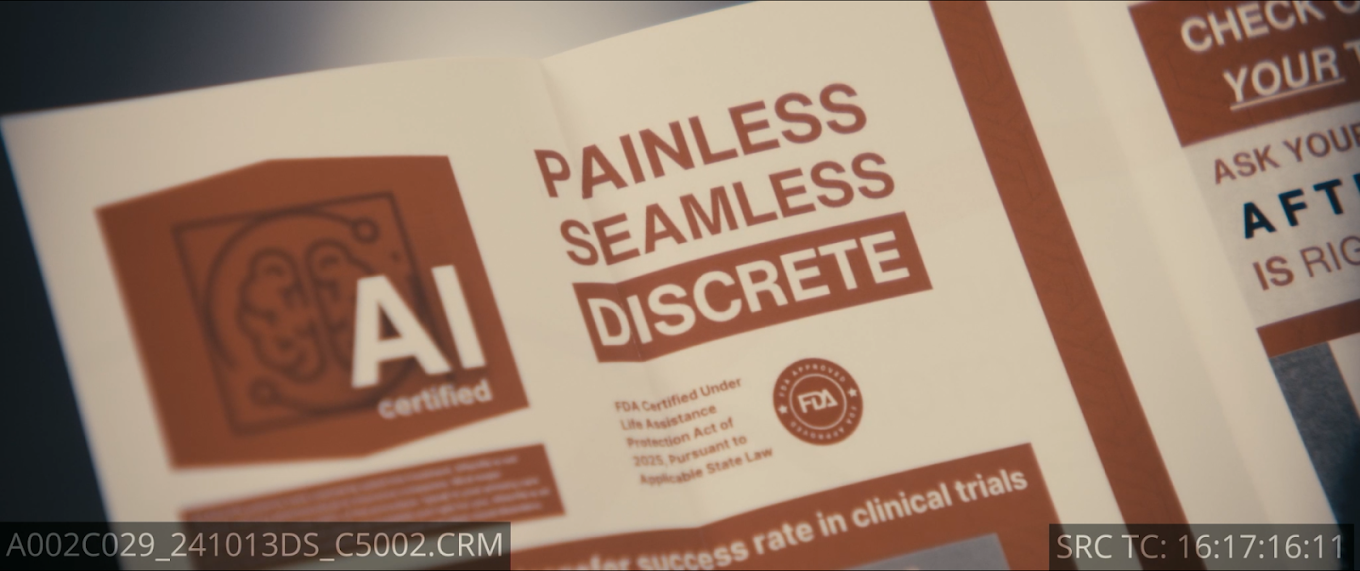 AI
certified
PAINLESS
SEAMLESS
DISCRETE
FDA Certified Under
Life Assistance
Protection Act of
2025, Pursuant to
Applicable State Law
FDA APPROVED
FDA
FDA APPROVED
success rate in clinical trials
CHECK
YOUR
ASK YOUR
IS
A002C029_241013DS_C5002.CRM
SRC TC: 16:17:16:11